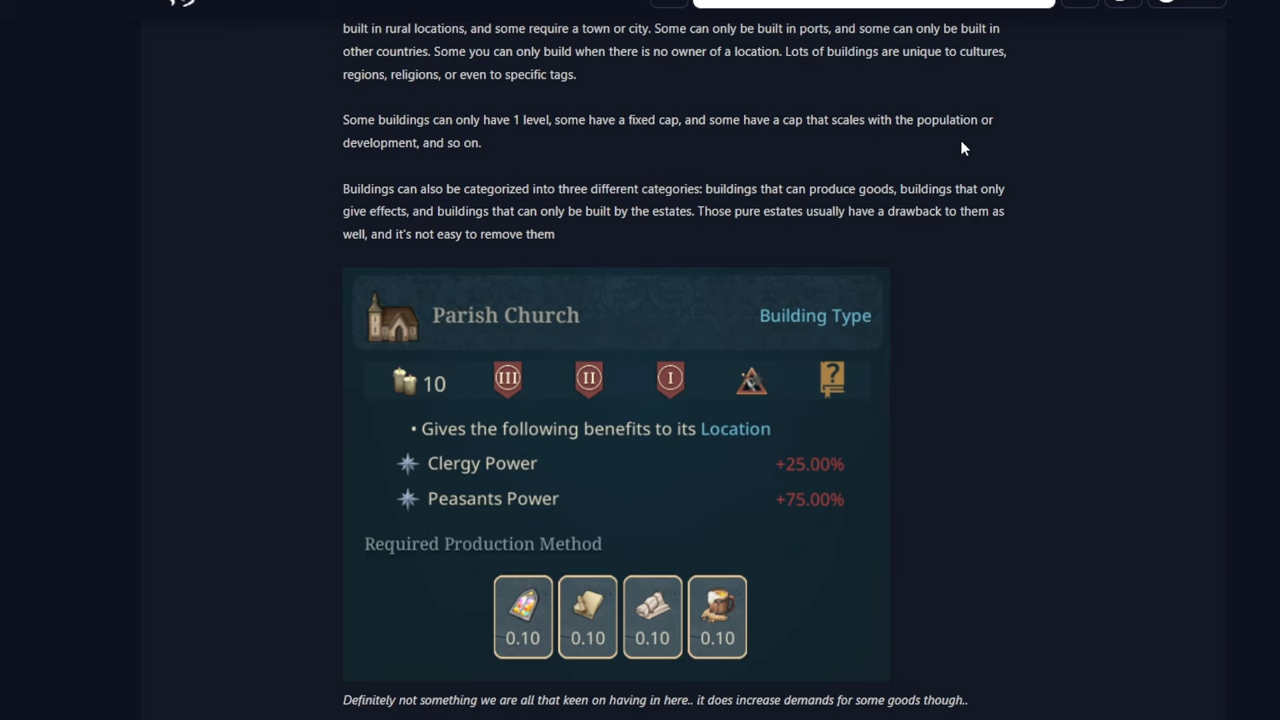 built in rural locations, and some require a town or city. Some can only be built in ports, and some can only be built in
other countries. Some you can only build when there is no owner of a location. Lots of buildings are unique to cultures,
regions, religions, or even to specific tags.
Some buildings can only have 1 level, some have a fixed cap, and some have a cap that scales with the population or
development, and so on.
Buildings can also be categorized into three different categories: buildings that can produce goods, buildings that only
give effects, and buildings that can only be built by the estates. Those pure estates usually have a drawback to them as
well, and it's not easy to remove them
Parish Church Building Type
10 III II I ?
• Gives the following benefits to its Location
Clergy Power +25.00%
Peasants Power +75.00%
Required Production Method
0.10 0.10 0.10 0.10
Definitely not something we are all that keen on having in here.. it does increase demands for some goods though..